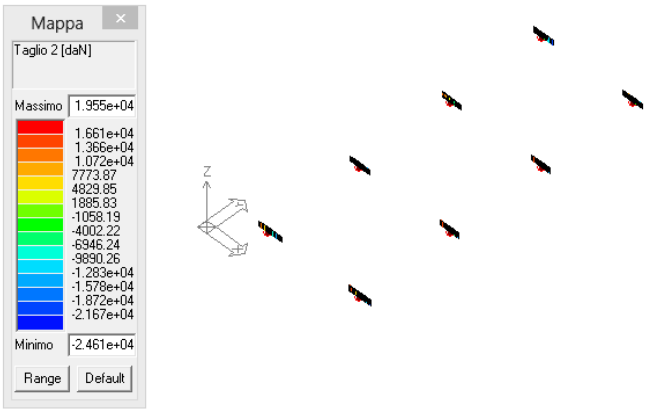 Mappa
Taglio 2 [daN]
Massimo 1.955e+04
1.661e+04
1.366e+04
1.072e+04
7773.87
4829.85
1885.83
-1058.19
-4002.22
-6946.24
-9890.26
-1.283e+04
-1.578e+04
-1.872e+04
-2.167e+04
Minimo -2.461e+04
Range Default
Z